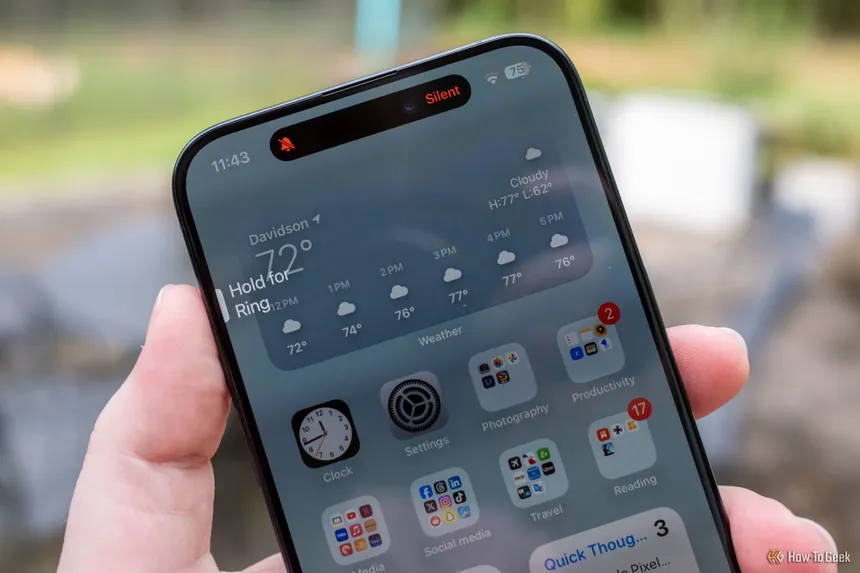 11:43
Silent
75
Davidson
72°
Cloudy
H:77° L:62°
Hold for
Ring
12 PM
1 PM
2 PM
3 PM
4 PM
5 PM
72°
74°
76°
77°
77°
76°
Weather
2
17
Clock
Settings
Photography
Productivity
Social media
Travel
Reading
Media
Quick Thoug...
3
Pixel...
How-To Geek